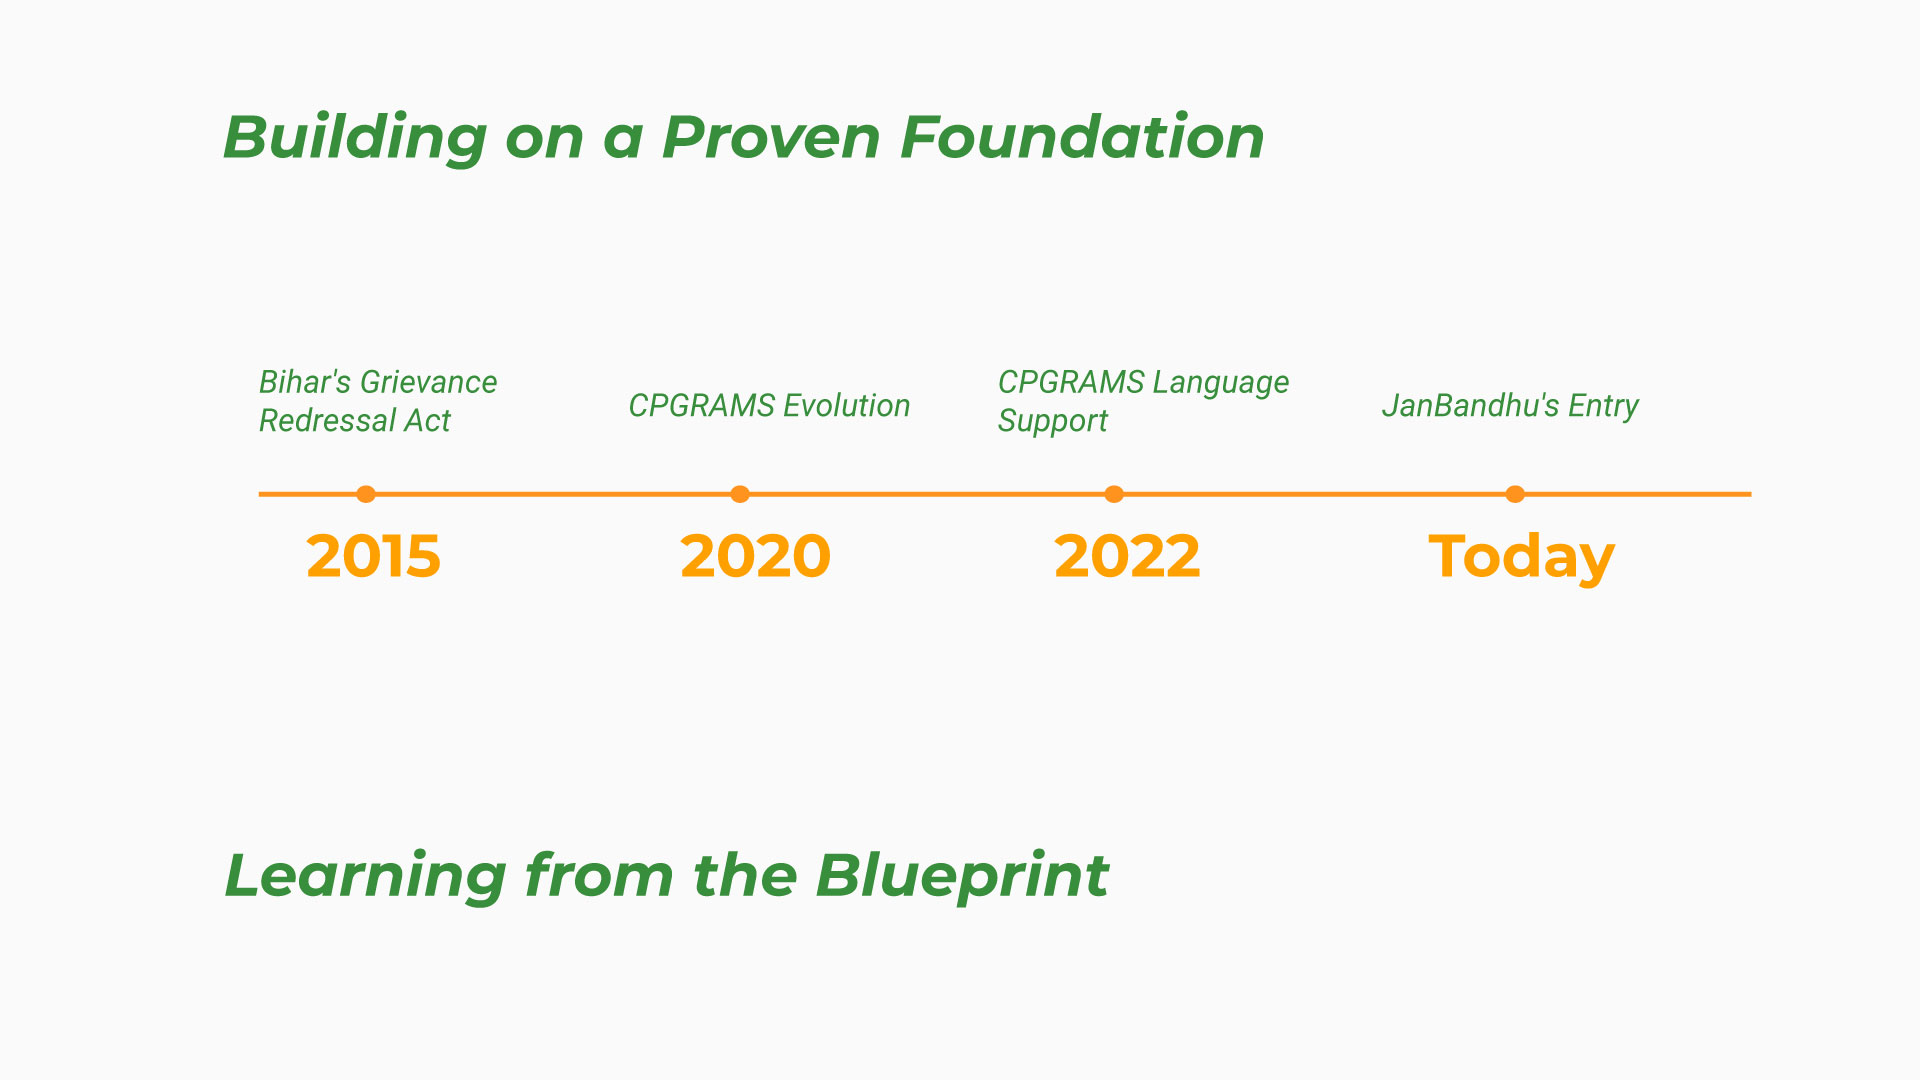 Building on a Proven Foundation
Bihar's Grievance
Redressal Act
CPGRAMS Evolution
CPGRAMS Language
Support
JanBandhu's Entry
2015
2020
2022
Today
Learning from the Blueprint